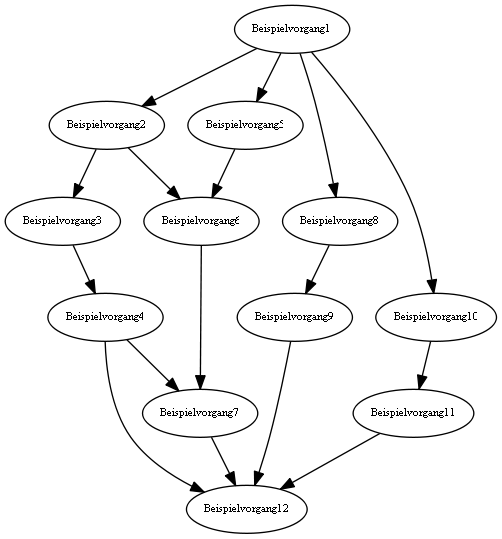 Beispielvorgang1
Beispielvorgang2
Beispielvorgang5
Beispielvorgang3
Beispielvorgang6
Beispielvorgang8
Beispielvorgang4
Beispielvorgang9
Beispielvorgang10
Beispielvorgang7
Beispielvorgang11
Beispielvorgang12